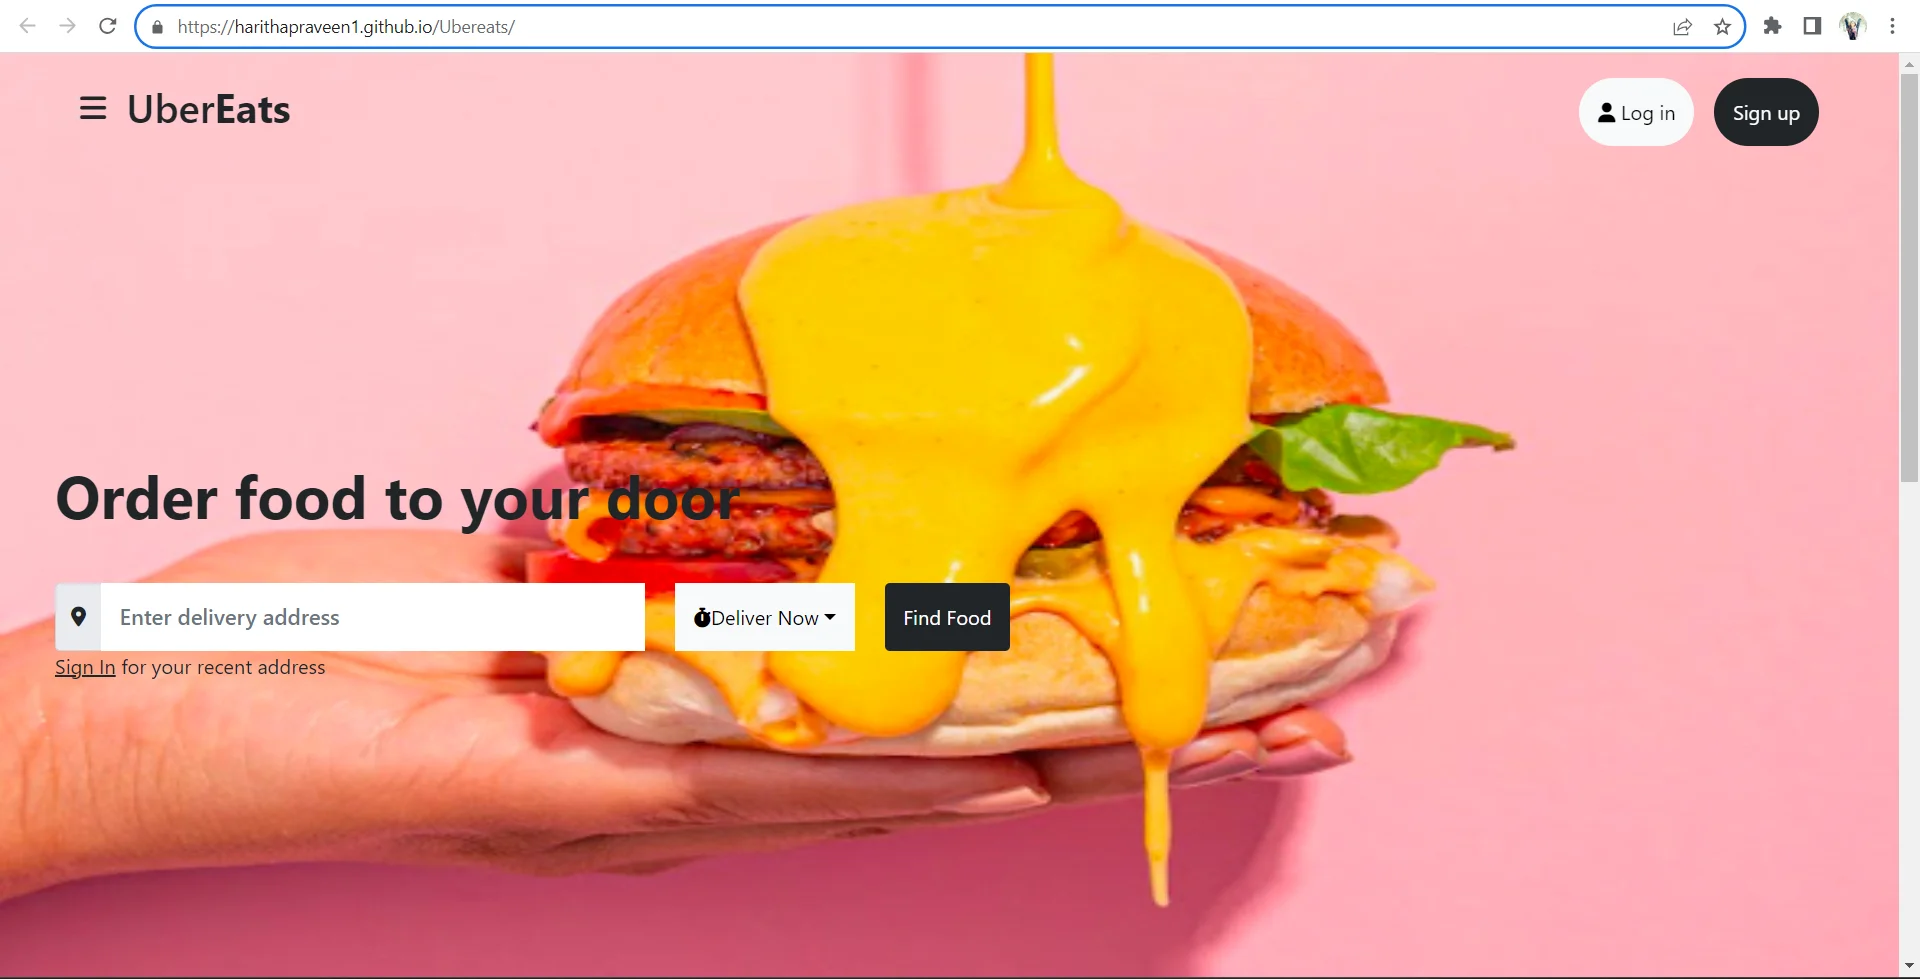 https://harithapraveen1.github.io/Ubereats/
UberEats
Log in
Sign up
Order food to your door
Enter delivery address
Deliver Now
Find Food
Sign In for your recent address